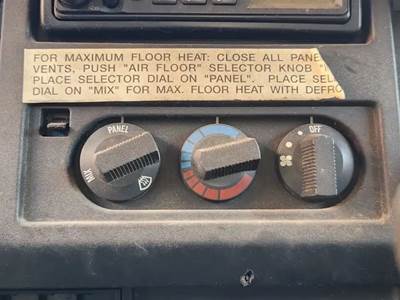 FOR MAXIMUM FLOOR HEAT: CLOSE ALL PANE
VENTS, PUSH "AIR FLOOR" SELECTOR KNOB "
PLACE SELECTOR DIAL ON "PANEL". PLACE SEL
DIAL ON "MIX" FOR MAX. FLOOR HEAT WITH DEFRO
PANEL
OFF
MIX